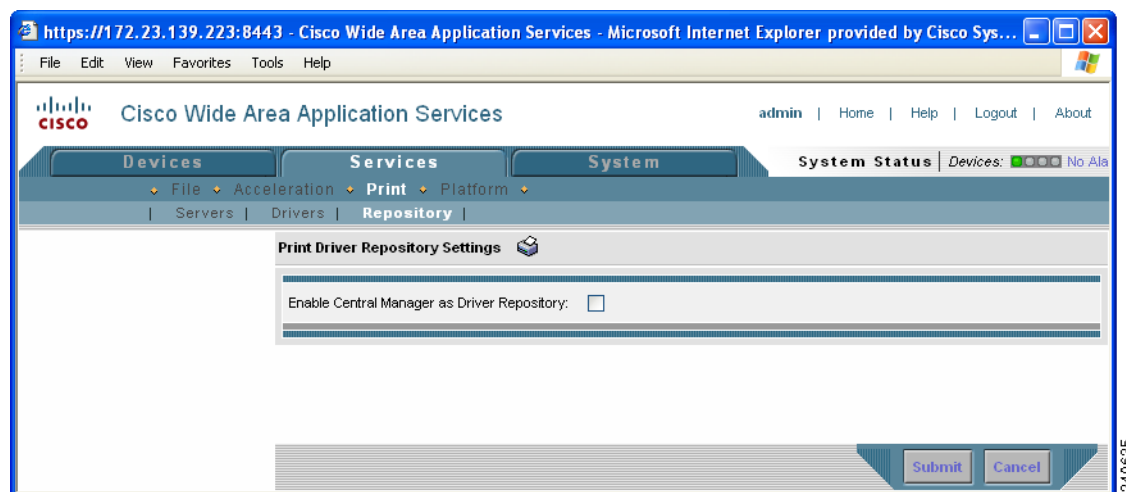 https://172.23.139.223:8443 - Cisco Wide Area Application Services - Microsoft Internet Explorer provided by Cisco Sys...
File Edit View Favorites Tools Help
CISCO Cisco Wide Area Application Services admin | Home | Help | Logout | About
Devices Services System System Status | Devices: No Ala
File Acceleration Print Platform
| Servers | Drivers | Repository |
Print Driver Repository Settings
Enable Central Manager as Driver Repository:
Submit Cancel